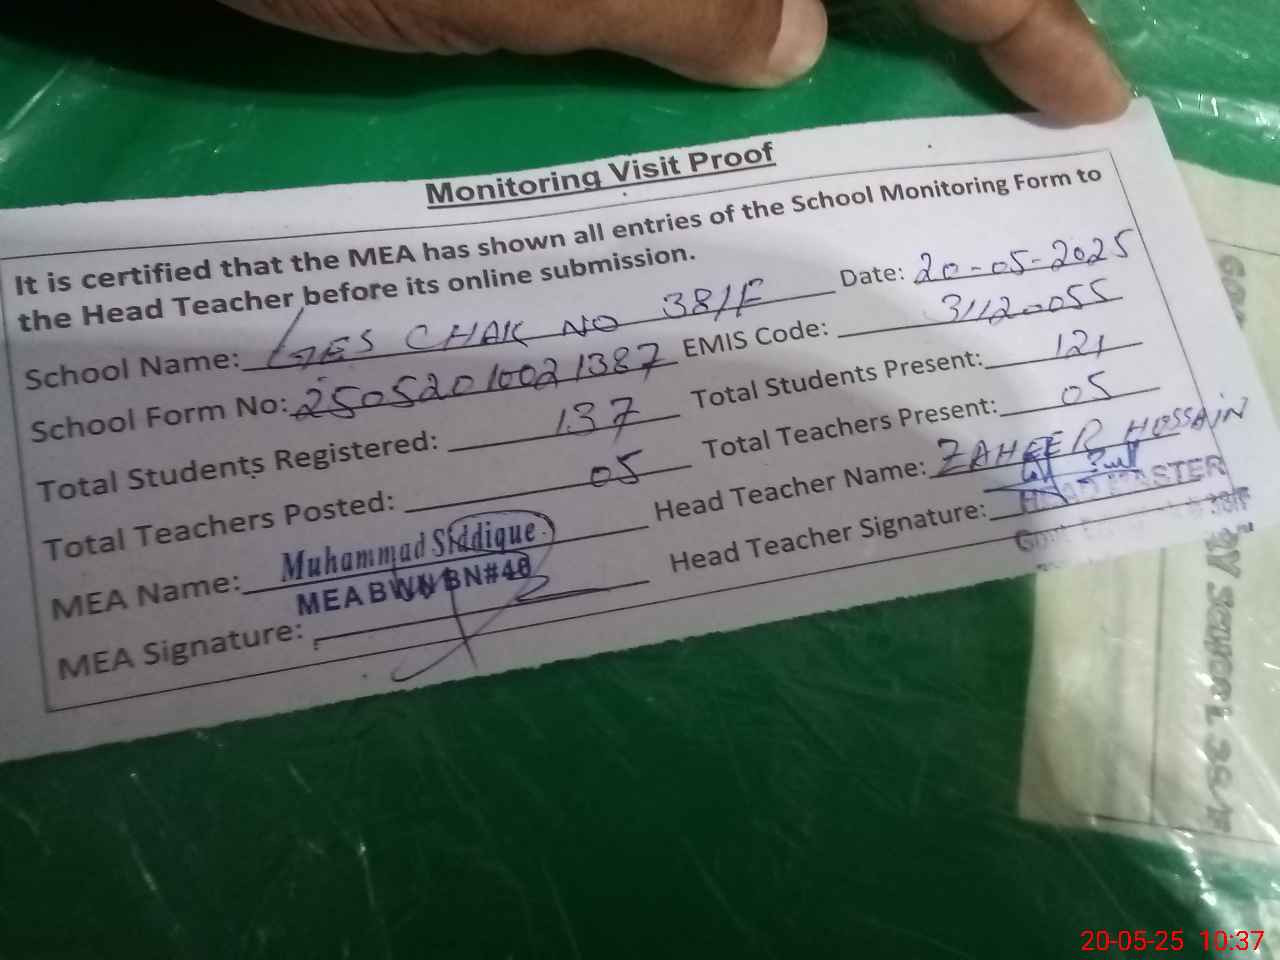 Monitoring Visit Proof
It is certified that the MEA has shown all entries of the School Monitoring Form to
the Head Teacher before its online submission.
School Name: GES CHAK NO 38/F Date: 20-05-2025
School Form No: 25052010021387 EMIS Code: 31120055
Total Students Registered: 137 Total Students Present: 121
Total Teachers Posted: 05 Total Teachers Present: 05
MEA Name: Muhammad Siddique Head Teacher Name: ZAHEER HOSSAIN
MEA BWN BN#48
MEA Signature: Head Teacher Signature:
HEAD MASTER
20-05-25 10:37